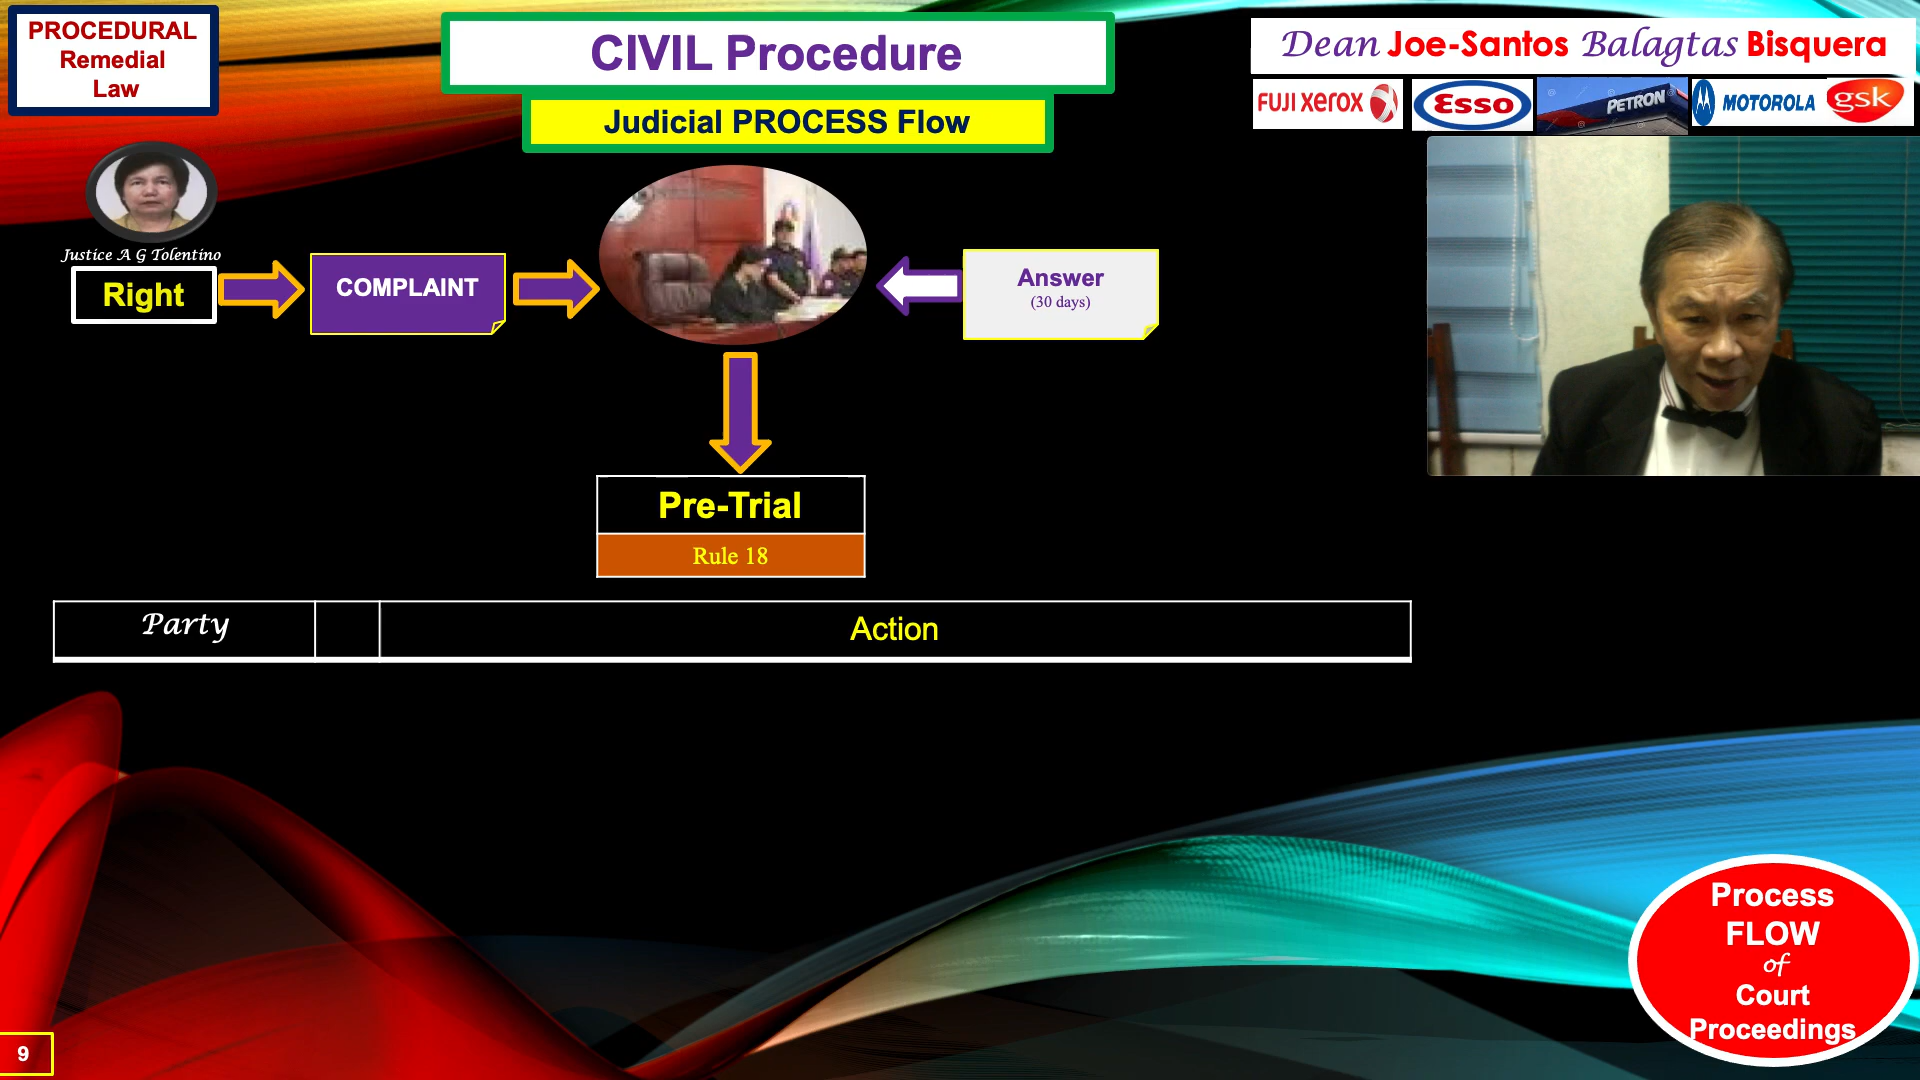 PROCEDURAL
Remedial
Law
CIVIL Procedure
Judicial PROCESS Flow
Dean Joe-Santos Balagtas Bisquera
FUJI XEROX
Esso
PETRON
MOTOROLA
gsk
Justice A G Tolentino
Right
COMPLAINT
Answer
(30 days)
Pre-Trial
Rule 18
Party
Action
Process
FLOW
of
Court
Proceedings
9